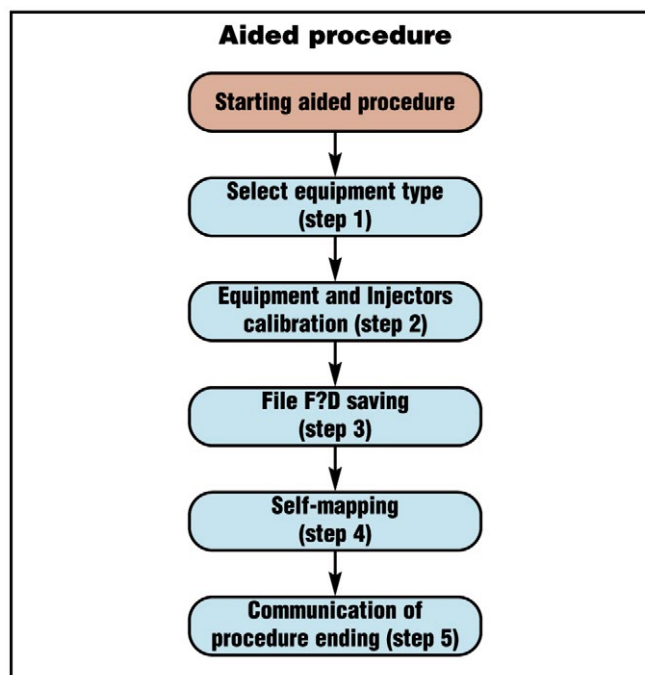 Aided procedure
Starting aided procedure
Select equipment type
(step 1)
Equipment and Injectors
calibration (step 2)
File F?D saving
(step 3)
Self-mapping
(step 4)
Communication of
procedure ending (step 5)